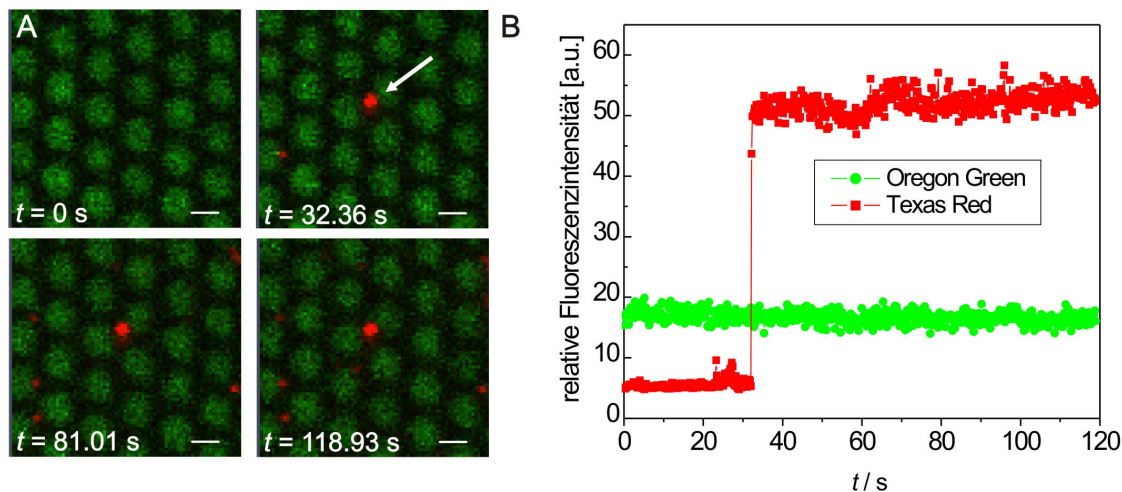 A
t = 0 s
t = 32.36 s
t = 81.01 s
t = 118.93 s
B
relative Fluoreszenzintensität [a.u.]
60
50
40
30
20
10
0
Oregon Green
Texas Red
0 20 40 60 80 100 120
t / s